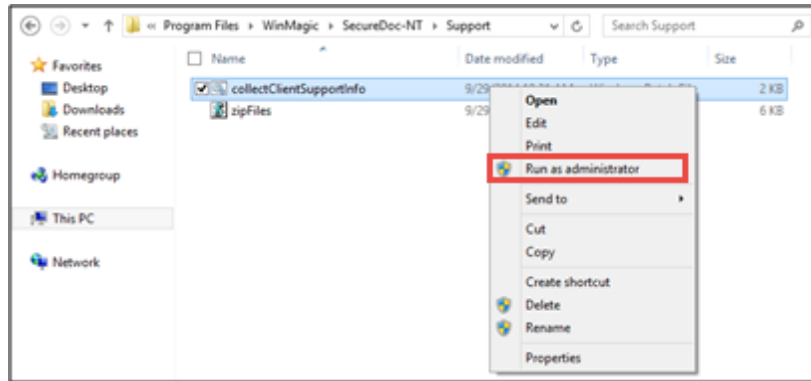 « Program Files › WinMagic › SecureDoc-NT › Support
Search Support
Name Date modified Type Size
Favorites
Desktop
Downloads
Recent places
Homegroup
This PC
Network
collectClientSupportInfo 2 KB
zipFiles 9/29 6 KB
Open
Edit
Print
Run as administrator
Send to
Cut
Copy
Create shortcut
Delete
Rename
Properties